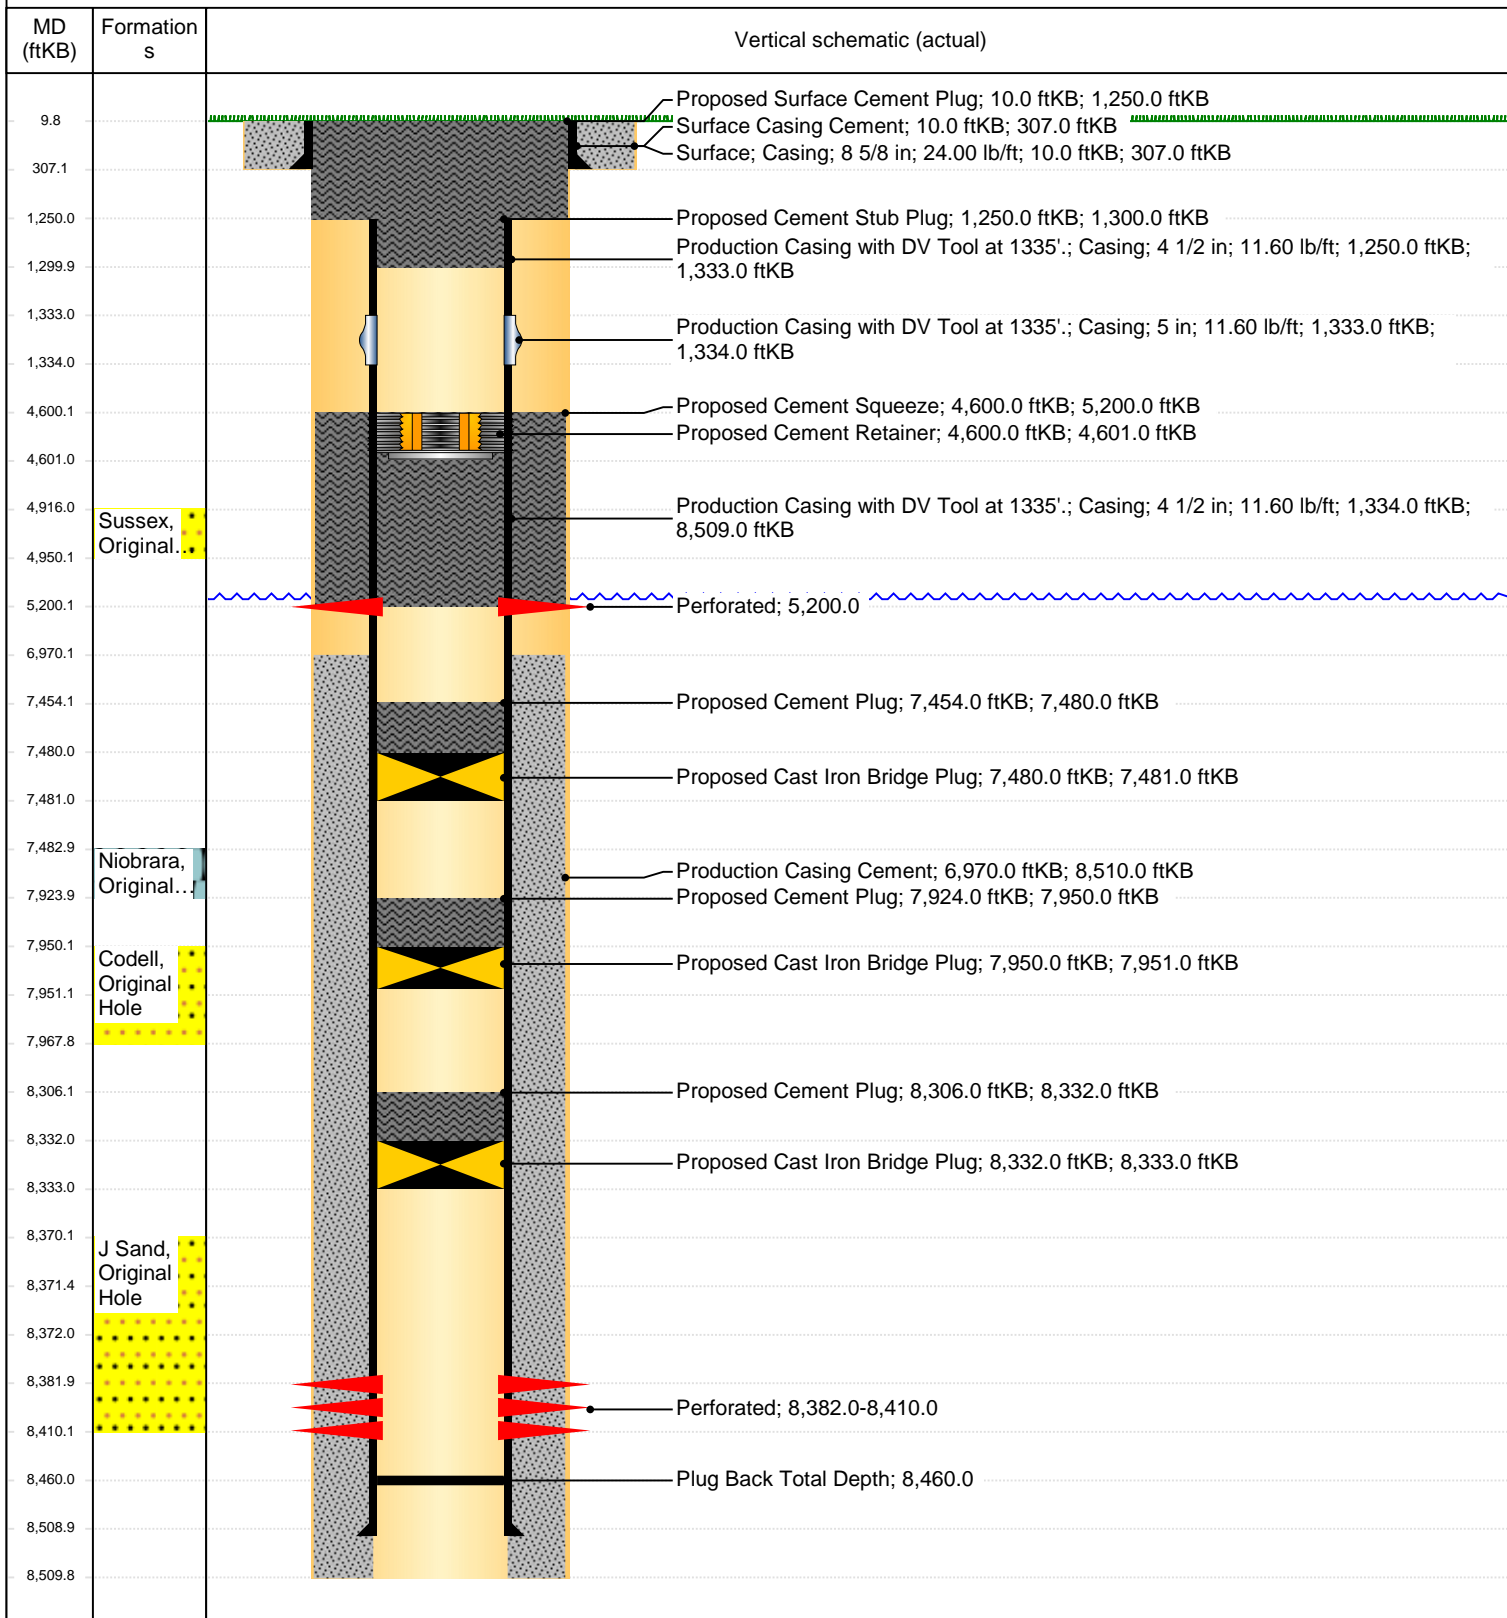 MD
(ftKB)
Formation
s
Vertical schematic (actual)
9.8
307.1
1,250.0
1,299.9
1,333.0
1,334.0
4,600.1
4,601.0
4,916.0
4,950.1
5,200.1
6,970.1
7,454.1
7,480.0
7,481.0
7,482.9
7,923.9
7,950.1
7,951.1
7,967.8
8,306.1
8,332.0
8,333.0
8,370.1
8,371.4
8,372.0
8,381.9
8,410.1
8,460.0
8,508.9
8,509.8
Sussex,
Original...
Niobrara,
Original...
Codell,
Original
Hole
J Sand,
Original
Hole
Proposed Surface Cement Plug; 10.0 ftKB; 1,250.0 ftKB
Surface Casing Cement; 10.0 ftKB; 307.0 ftKB
Surface; Casing; 8 5/8 in; 24.00 lb/ft; 10.0 ftKB; 307.0 ftKB
Proposed Cement Stub Plug; 1,250.0 ftKB; 1,300.0 ftKB
Production Casing with DV Tool at 1335'.; Casing; 4 1/2 in; 11.60 lb/ft; 1,250.0 ftKB;
1,333.0 ftKB
Production Casing with DV Tool at 1335'.; Casing; 5 in; 11.60 lb/ft; 1,333.0 ftKB;
1,334.0 ftKB
Proposed Cement Squeeze; 4,600.0 ftKB; 5,200.0 ftKB
Proposed Cement Retainer; 4,600.0 ftKB; 4,601.0 ftKB
Production Casing with DV Tool at 1335'.; Casing; 4 1/2 in; 11.60 lb/ft; 1,334.0 ftKB;
8,509.0 ftKB
Perforated; 5,200.0
Proposed Cement Plug; 7,454.0 ftKB; 7,480.0 ftKB
Proposed Cast Iron Bridge Plug; 7,480.0 ftKB; 7,481.0 ftKB
Production Casing Cement; 6,970.0 ftKB; 8,510.0 ftKB
Proposed Cement Plug; 7,924.0 ftKB; 7,950.0 ftKB
Proposed Cast Iron Bridge Plug; 7,950.0 ftKB; 7,951.0 ftKB
Proposed Cement Plug; 8,306.0 ftKB; 8,332.0 ftKB
Proposed Cast Iron Bridge Plug; 8,332.0 ftKB; 8,333.0 ftKB
Perforated; 8,382.0-8,410.0
Plug Back Total Depth; 8,460.0